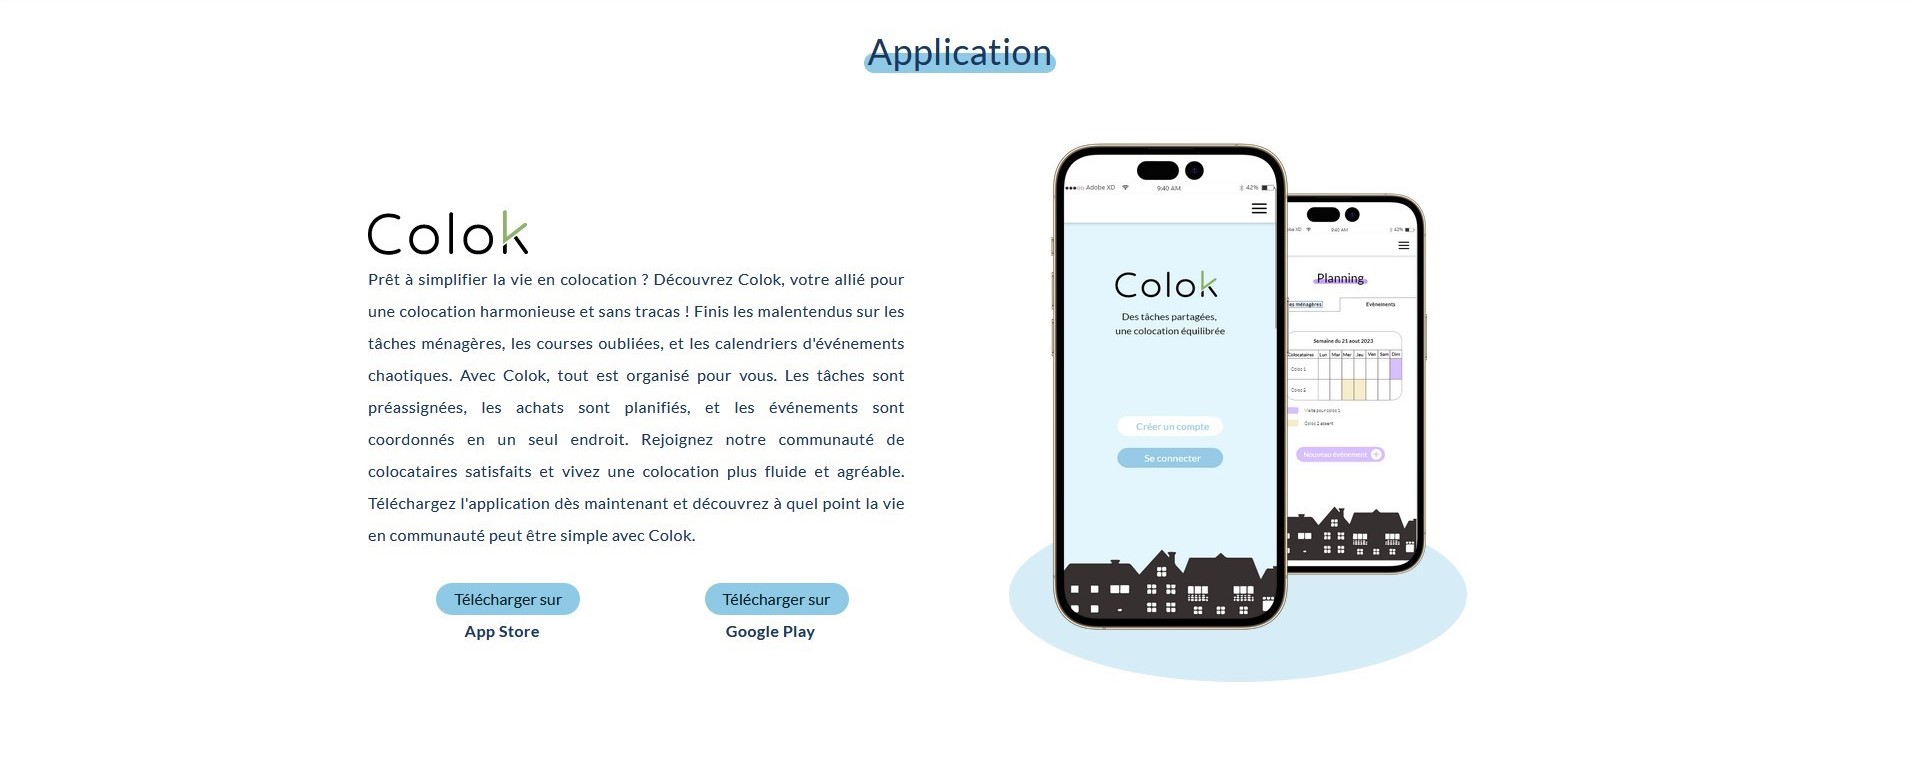 Application
Colok
Prêt à simplifier la vie en colocation ? Découvrez Colok, votre allié pour
une colocation harmonieuse et sans tracas ! Finis les malentendus sur les
tâches ménagères, les courses oubliées, et les calendriers d'événements
chaotiques. Avec Colok, tout est organisé pour vous. Les tâches sont
préassignées, les achats sont planifiés, et les événements sont
coordonnés en un seul endroit. Rejoignez notre communauté de
colocataires satisfaits et vivez une colocation plus fluide et agréable.
Téléchargez l'application dès maintenant et découvrez à quel point la vie
en communauté peut être simple avec Colok.
Télécharger sur
App Store
Télécharger sur
Google Play
Adobe XD 9:40 AM 42%
Colok
Des tâches partagées,
une colocation équilibrée
Créer un compte
Se connecter
XD 9:40 AM 42%
Planning
ménagères
Evénements
Semaine du 21 aout 2023
Colocataires Lun Mar Mer Jeu Ven Sam Dim
Coloc 1
Coloc 2
Visite pour coloc 1
Coloc 2 absent
Nouveau évènement